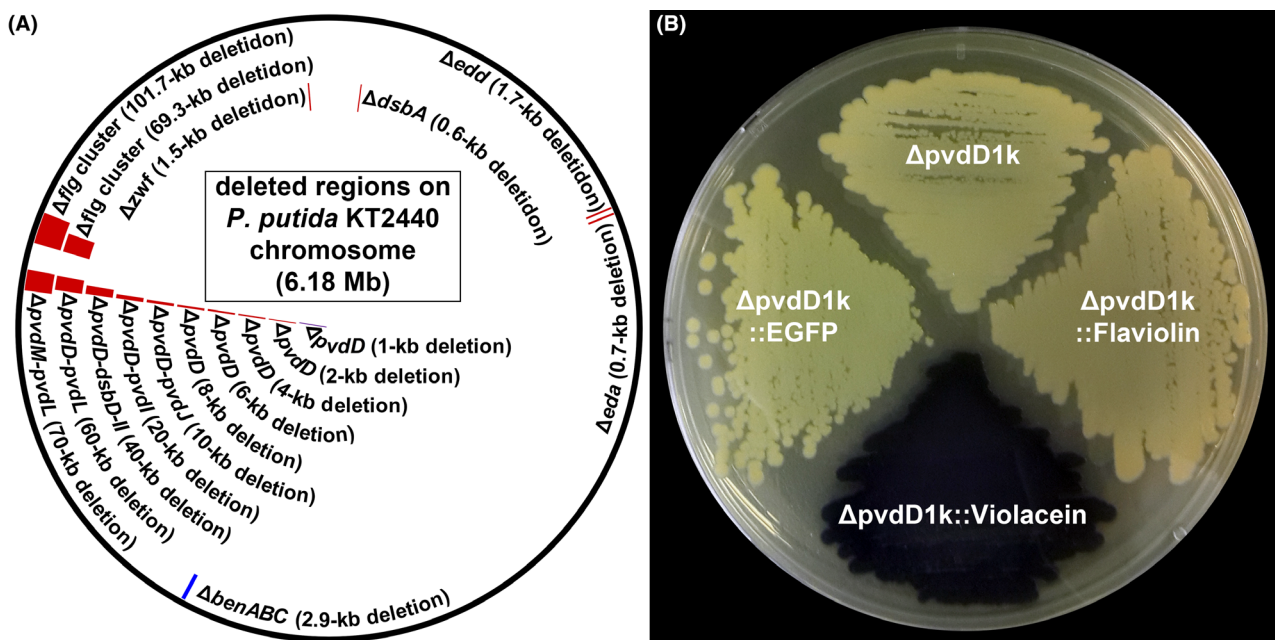 (A)
Δflg cluster (101.7-kb deletidon)
Δflg cluster (69.3-kb deletidon)
Δzwf (1.5-kb deletidon)
ΔdsbA (0.6-kb deletidon)
Δedd (1.7-kb deletidon)
Δeda (0.7-kb deletion)
deleted regions on
P. putida KT2440
chromosome
(6.18 Mb)
ΔpvdD (1-kb deletion)
ΔpvdD (2-kb deletion)
ΔpvdD (4-kb deletion)
ΔpvdD (6-kb deletion)
ΔpvdD (8-kb deletion)
ΔpvdD-pvdJ (10-kb deletion)
ΔpvdD-pvdI (20-kb deletion)
ΔpvdD-dsbD-II (40-kb deletion)
ΔpvdD-pvdL (60-kb deletion)
ΔpvdM-pvdL (70-kb deletion)
ΔbenABC (2.9-kb deletion)
(B)
ΔpvdD1k
ΔpvdD1k
::EGFP
ΔpvdD1k
::Flaviolin
ΔpvdD1k::Violacein